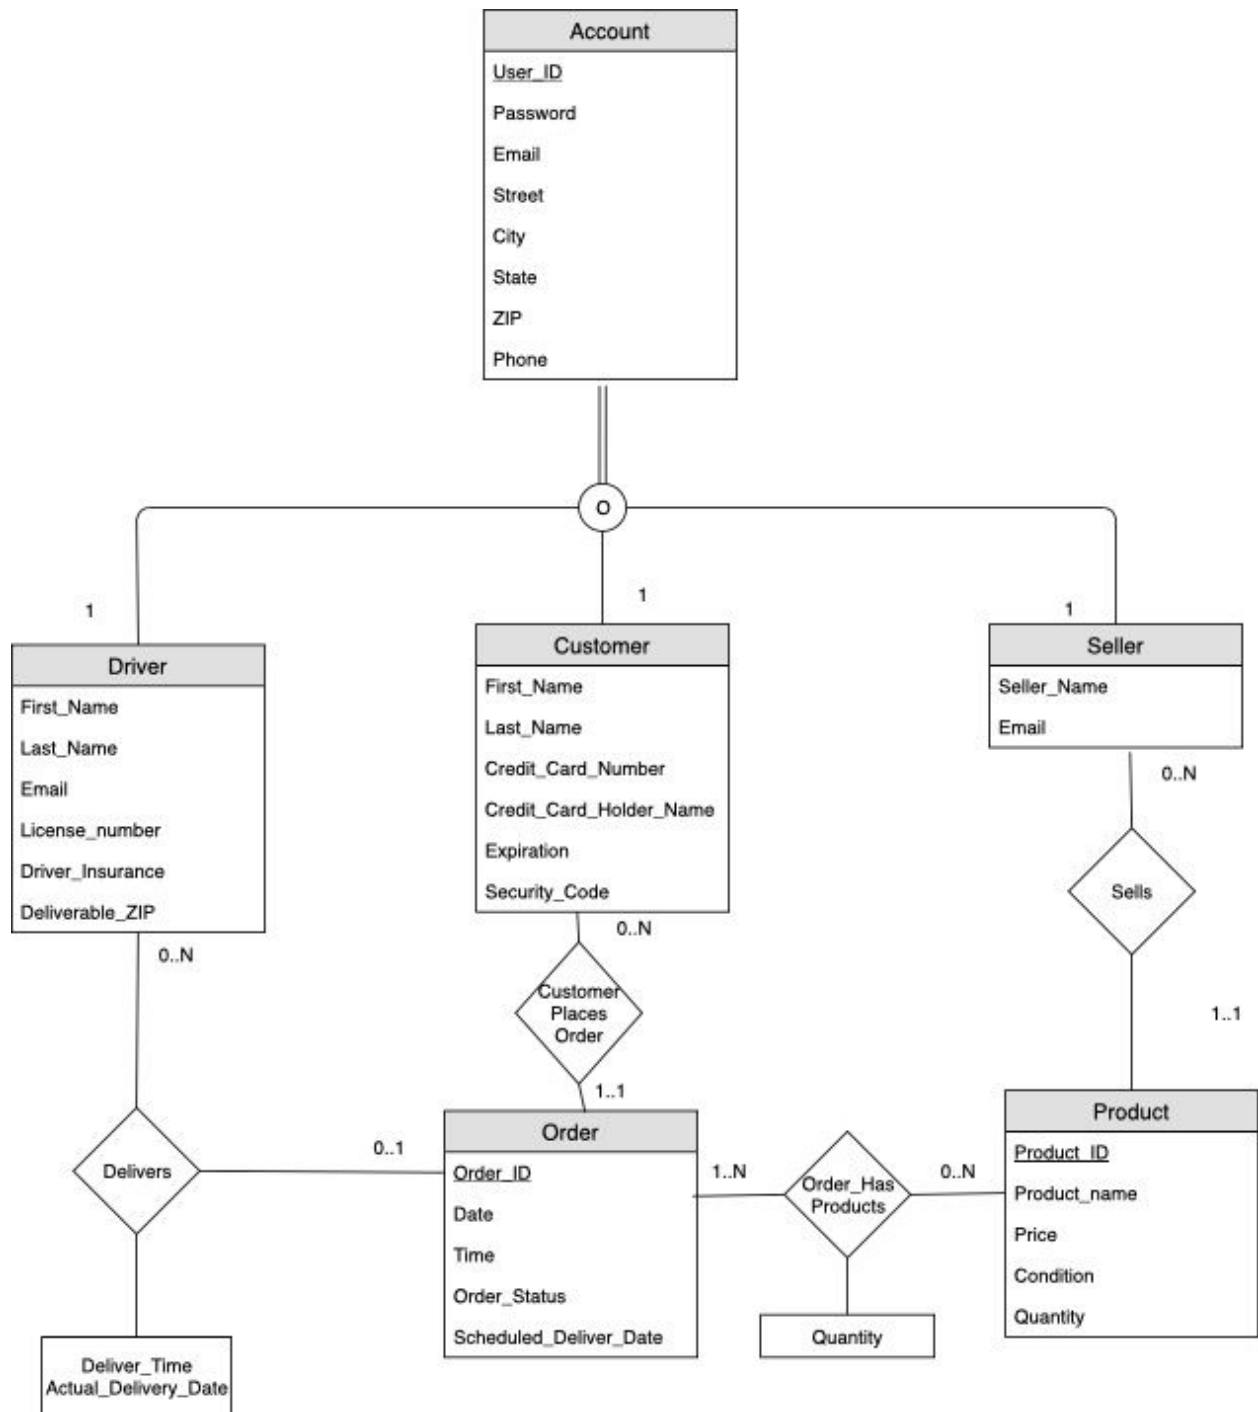 Account
User_ID
Password
Email
Street
City
State
ZIP
Phone
O
1
1
1
Driver
First_Name
Last_Name
Email
License_number
Driver_Insurance
Deliverable_ZIP
Customer
First_Name
Last_Name
Credit_Card_Number
Credit_Card_Holder_Name
Expiration
Security_Code
Seller
Seller_Name
Email
0..N
0..N
0..N
Sells
Customer
Places
Order
1..1
1..1
Delivers
0..1
Order
Order_ID
Date
Time
Order_Status
Scheduled_Deliver_Date
1..N
Order_Has
Products
0..N
Product
Product_ID
Product_name
Price
Condition
Quantity
Quantity
Deliver_Time
Actual_Delivery_Date